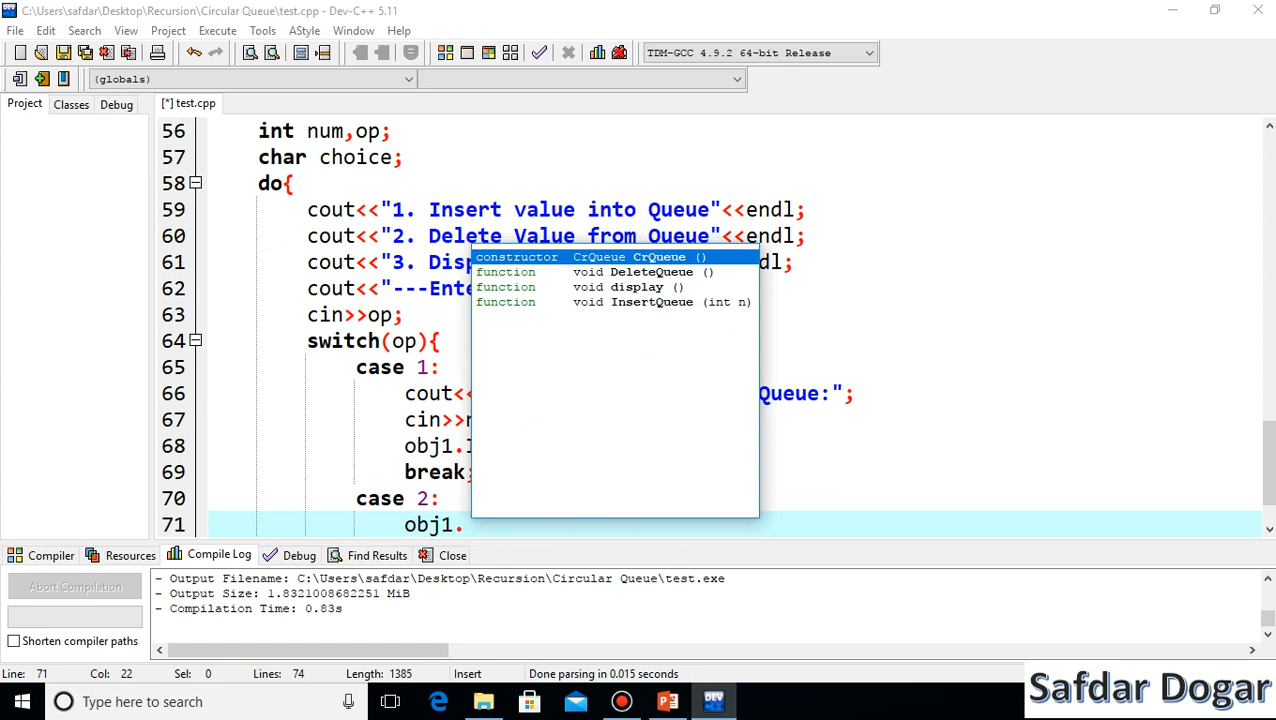 C:\Users\safdar\Desktop\Recursion\Circular Queue\test.cpp - Dev-C++ 5.11
File Edit Search View Project Execute Tools AStyle Window Help
TDM-GCC 4.9.2 64-bit Release
(globals)
Project Classes Debug [*] test.cpp
56 int num,op;
57 char choice;
58 do{
59 cout<<"1. Insert value into Queue"<<endl;
60 cout<<"2. Delete Value from Queue"<<endl;
61 cout<<"3. Disp dl;
62 cout<<"---Ente
63 cin>>op;
64 switch(op){
65 case 1:
66 cout<< Queue:";
67 cin>>
68 obj1.
69 break;
70 case 2:
71 obj1.
constructor CrQueue CrQueue ()
function void DeleteQueue ()
function void display ()
function void InsertQueue (int n)
Compiler Resources Compile Log Debug Find Results Close
Abort Compilation
Shorten compiler paths
- Output Filename: C:\Users\safdar\Desktop\Recursion\Circular Queue\test.exe
- Output Size: 1.8321008682251 MiB
- Compilation Time: 0.83s
Line: 71 Col: 22 Sel: 0 Lines: 74 Length: 1385 Insert Done parsing in 0.015 seconds
Type here to search
DEV
Safdar Dogar